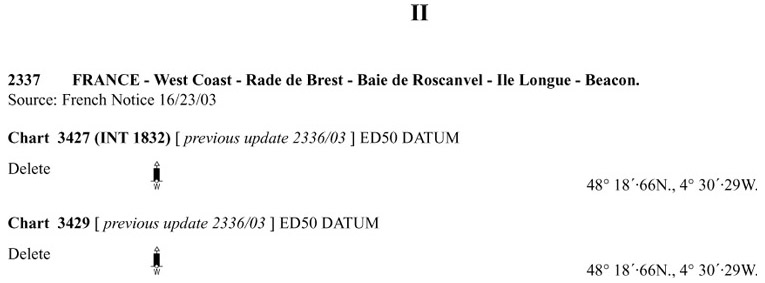 II
2337 FRANCE - West Coast - Rade de Brest - Baie de Roscanvel - Ile Longue - Beacon.
Source: French Notice 16/23/03
Chart 3427 (INT 1832) [ previous update 2336/03 ] ED50 DATUM
Delete
W
48° 18´·66N., 4° 30´·29W.
Chart 3429 [ previous update 2336/03 ] ED50 DATUM
Delete
W
48° 18´·66N., 4° 30´·29W.